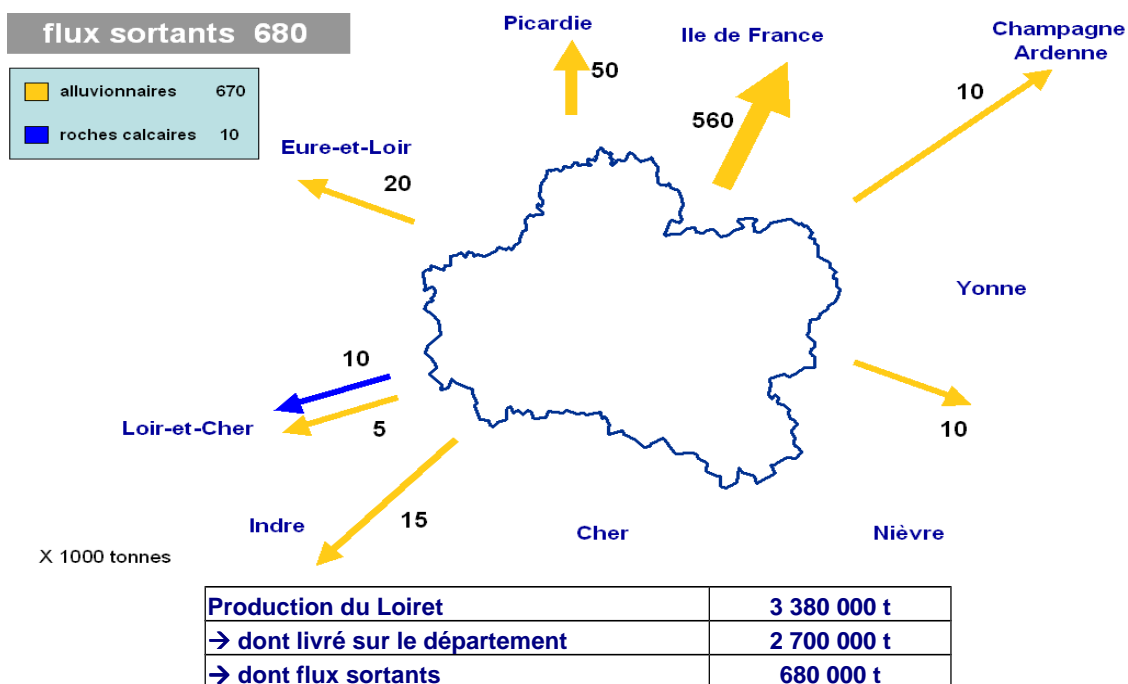 flux sortants 680
alluvionnaires 670
roches calcaires 10
Picardie
50
Ile de France
560
Champagne
Ardenne
10
Eure-et-Loir
20
Yonne
10
10
Loir-et-Cher
5
Indre
15
Cher
Nièvre
X 1000 tonnes
Production du Loiret 3 380 000 t
→ dont livré sur le département 2 700 000 t
→ dont flux sortants 680 000 t